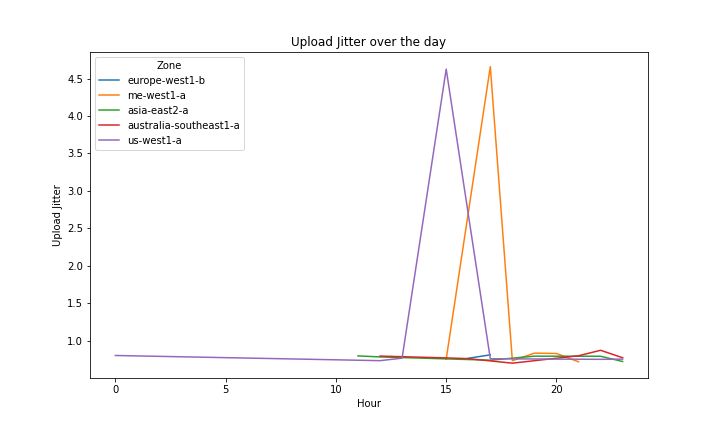 Upload Jitter over the day
Zone
europe-west1-b
me-west1-a
asia-east2-a
australia-southeast1-a
us-west1-a
Upload Jitter
4.5
4.0
3.5
3.0
2.5
2.0
1.5
1.0
0
5
10
15
20
Hour